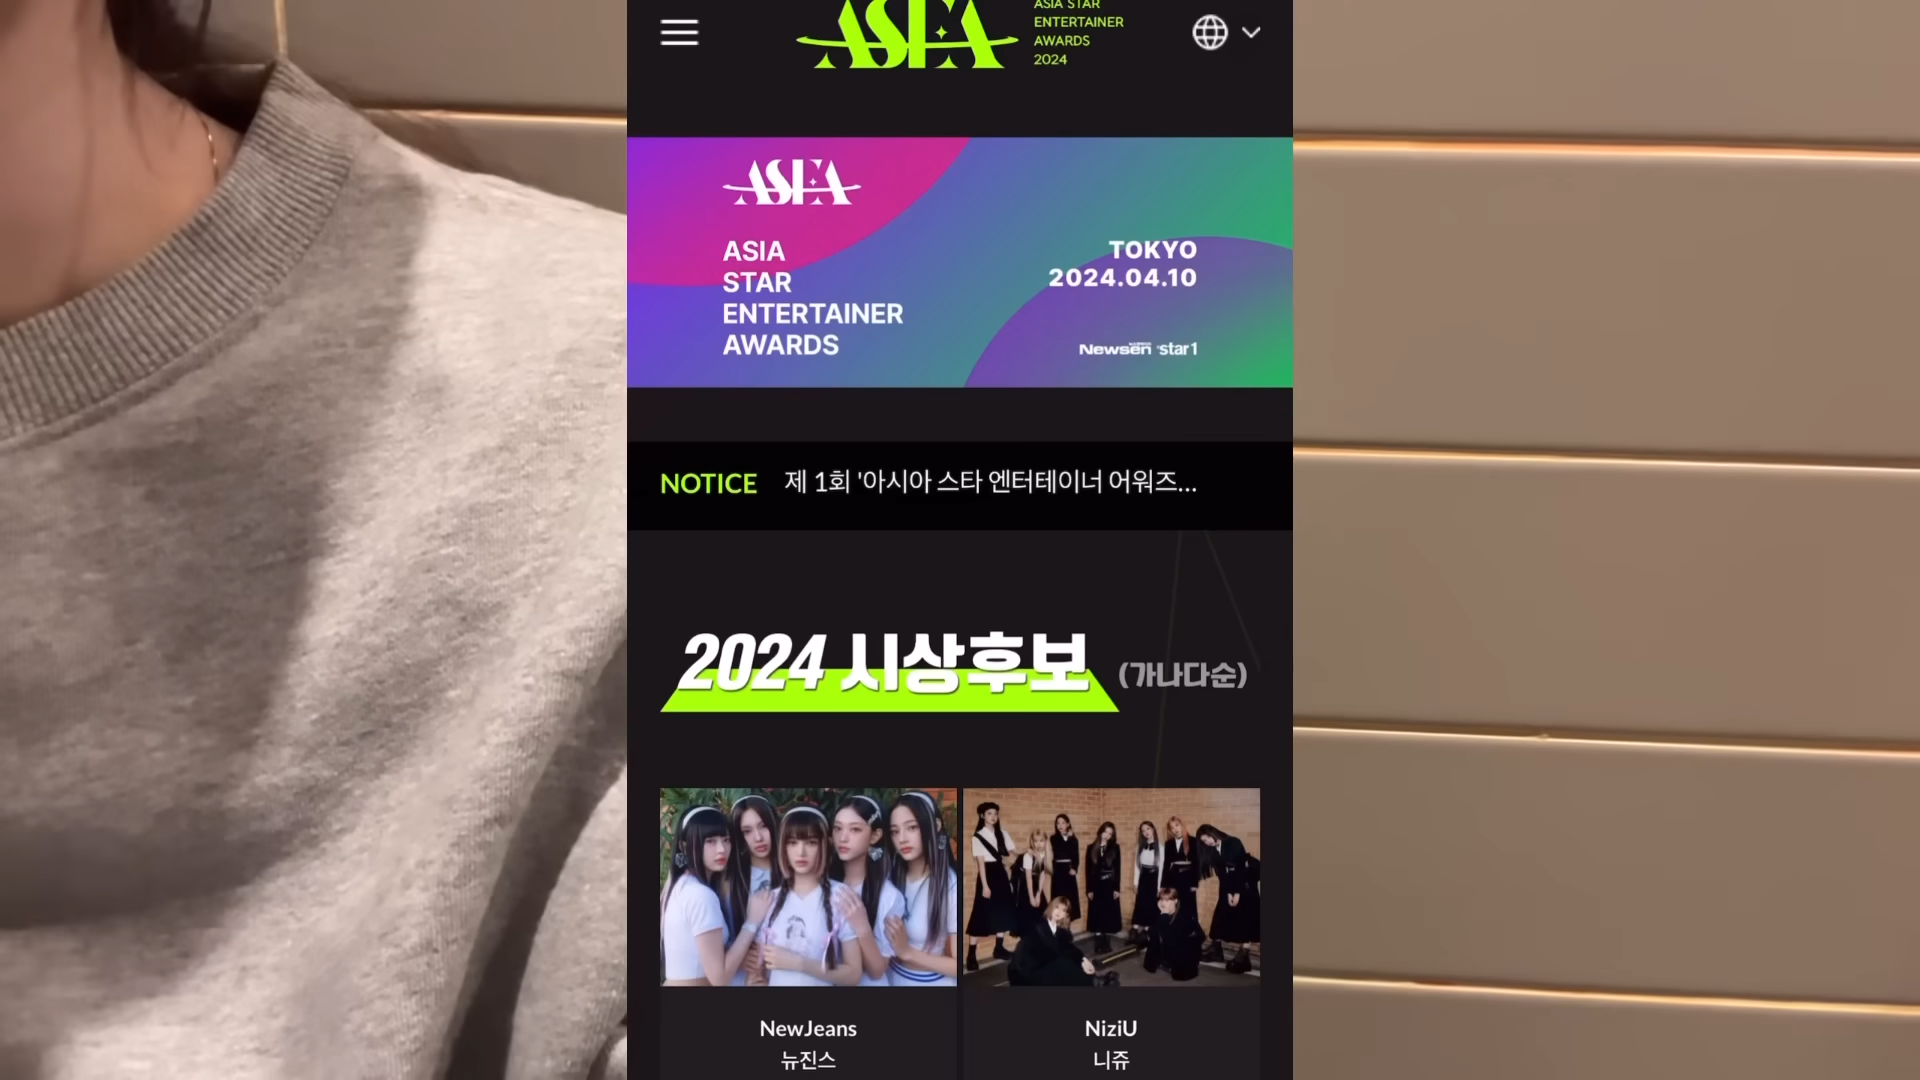 ASEA
ASIA STAR
ENTERTAINER
AWARDS
2024
ASEA
ASIA
STAR
ENTERTAINER
AWARDS
TOKYO
2024.04.10
Newsen star1
NOTICE 제 1회 '아시아 스타 엔터테이너 어워즈...
2024 시상후보 (가나다순)
NewJeans
뉴진스
NiziU
니쥬